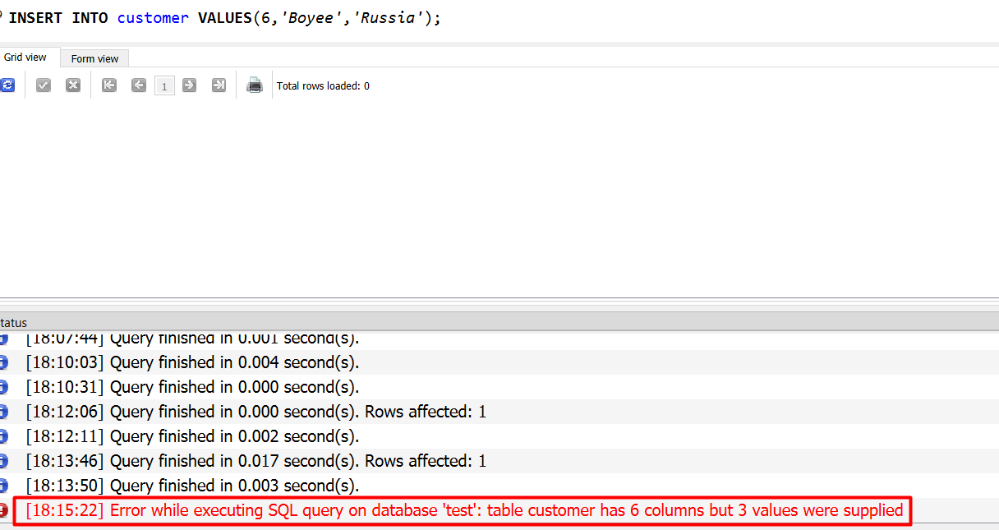 INSERT INTO customer VALUES(6,'Boyee','Russia');
Grid view Form view
1 Total rows loaded: 0
tatus
[18:07:44] Query finished in 0.001 second(s).
[18:10:03] Query finished in 0.004 second(s).
[18:10:31] Query finished in 0.000 second(s).
[18:12:06] Query finished in 0.000 second(s). Rows affected: 1
[18:12:11] Query finished in 0.002 second(s).
[18:13:46] Query finished in 0.017 second(s). Rows affected: 1
[18:13:50] Query finished in 0.003 second(s).
[18:15:22] Error while executing SQL query on database 'test': table customer has 6 columns but 3 values were supplied